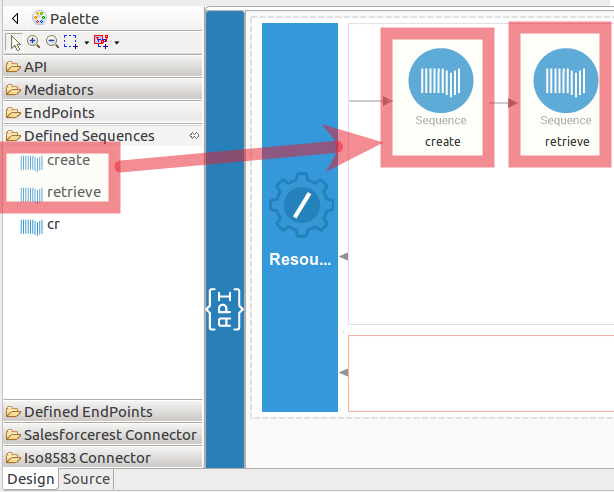 Palette
API
Mediators
EndPoints
Defined Sequences
create
retrieve
cr
Defined EndPoints
Salesforcerest Connector
Iso8583 Connector
Design
Source
{API}
Resou...
Sequence
create
Sequence
retrieve